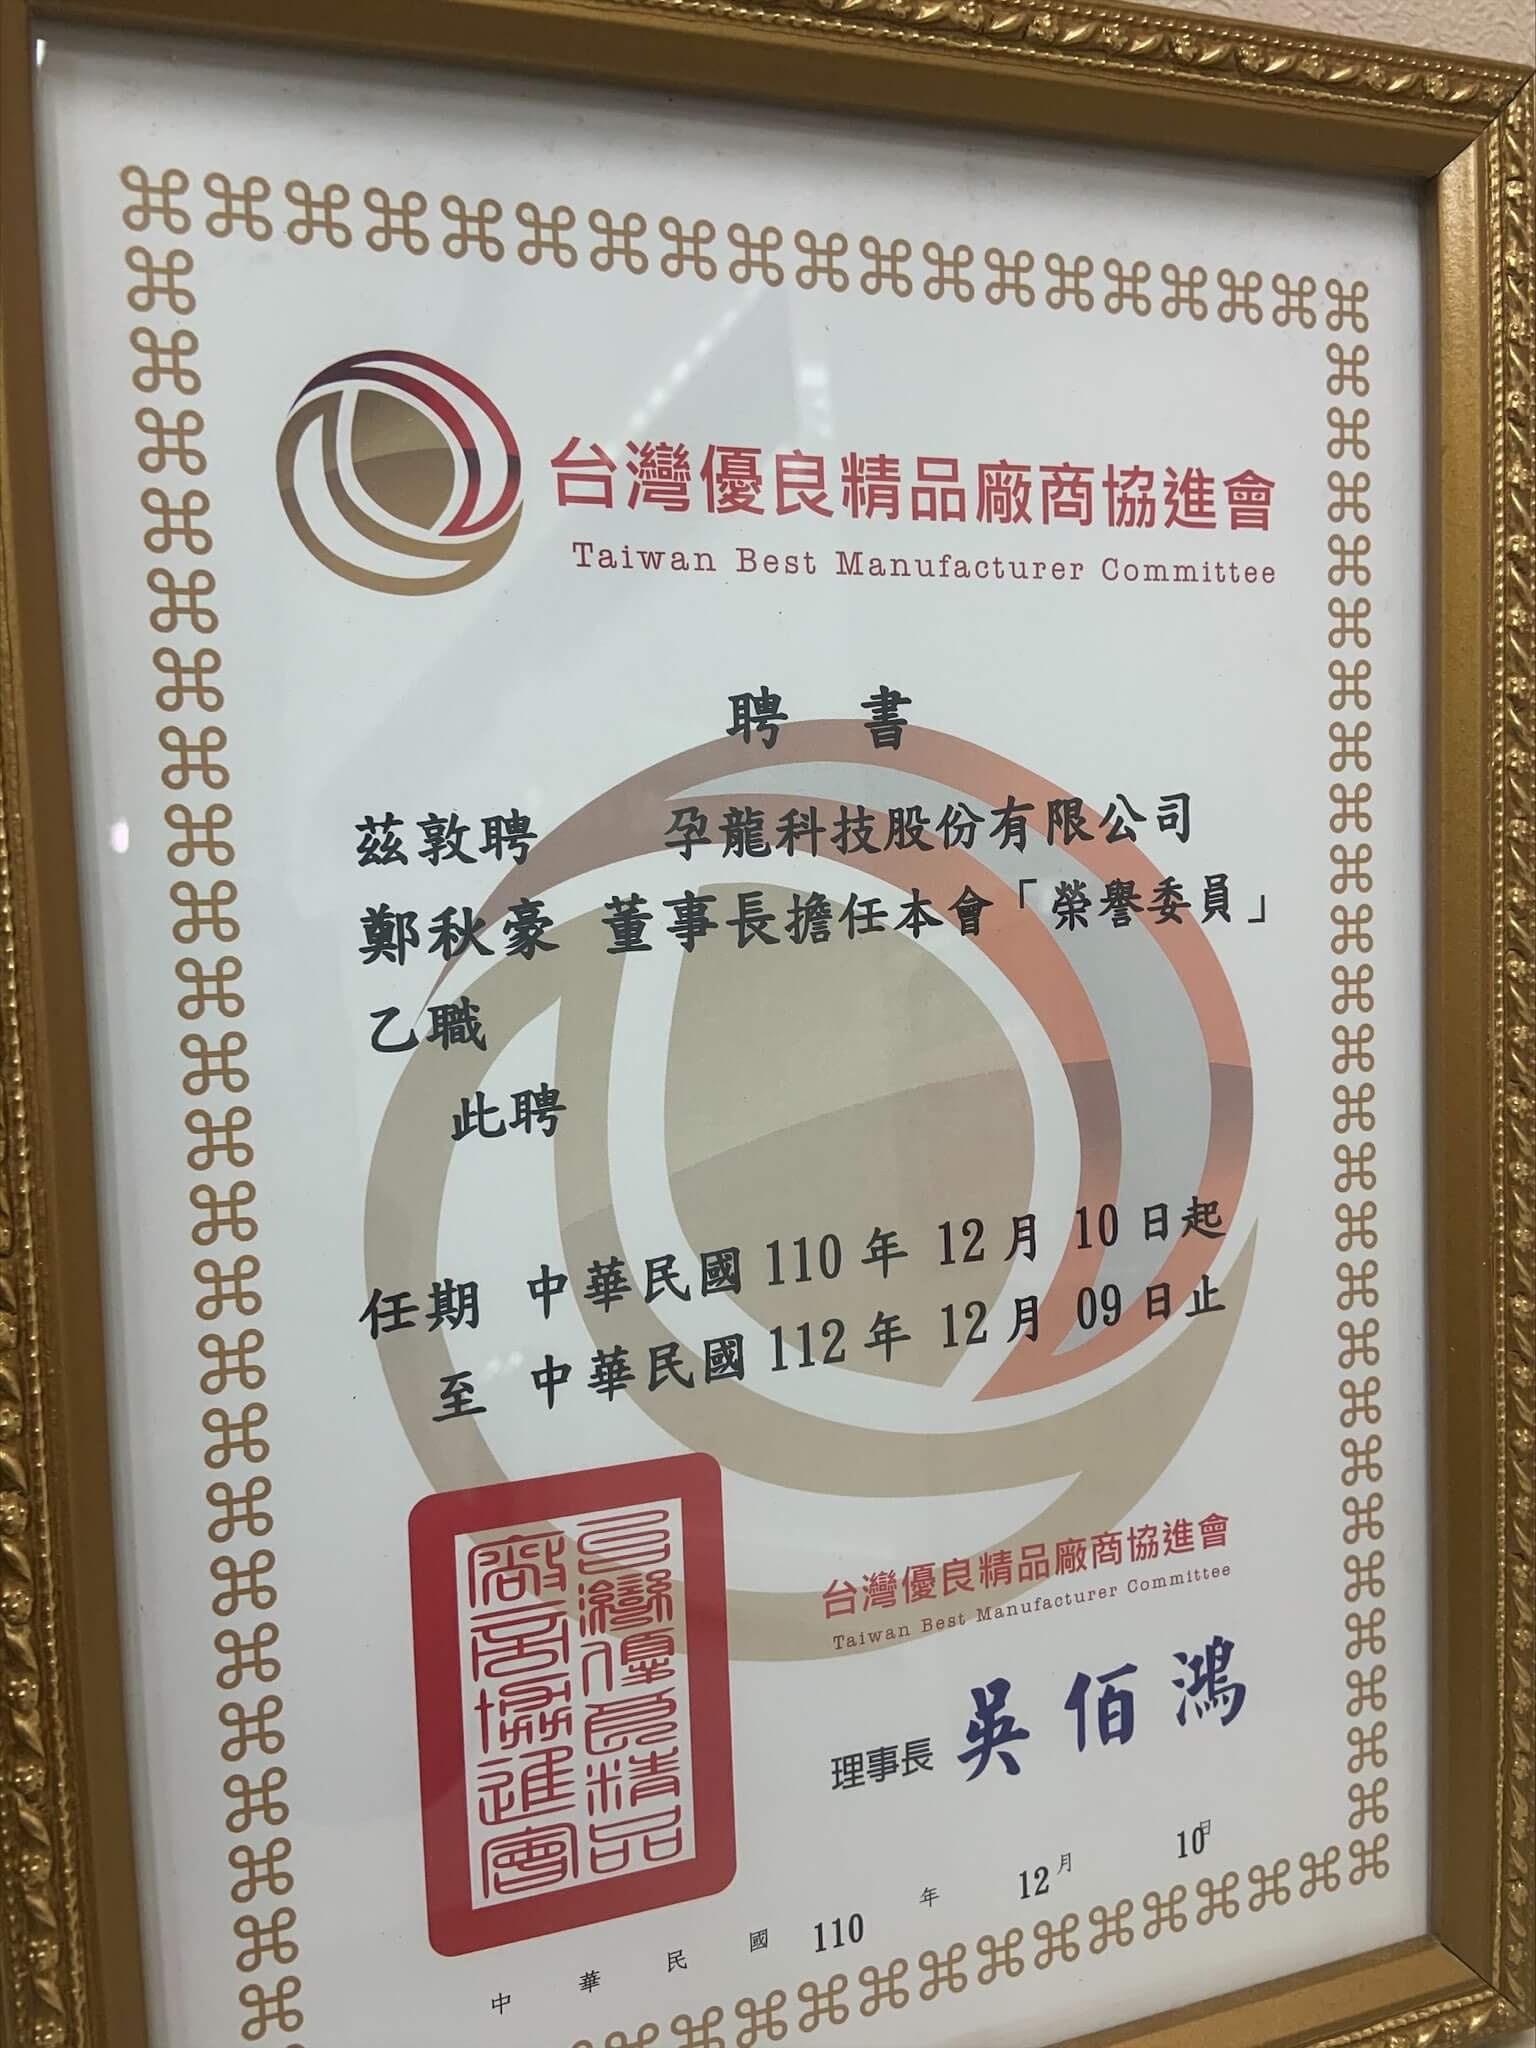 台灣優良精品廠商協進會
Taiwan Best Manufacturer Committee
聘 書
茲敦聘 孕龍科技股份有限公司
鄭秋豪 董事長擔任本會「榮譽委員」
乙職
此聘
任期 中華民國 110 年 12 月 10 日起
至 中華民國 112 年 12 月 09 日止
台灣優良精品
廠商協進會
台灣優良精品廠商協進會
Taiwan Best Manufacturer Committee
理事長 吳佰鴻
中華民國 110 年 12 月 10 日